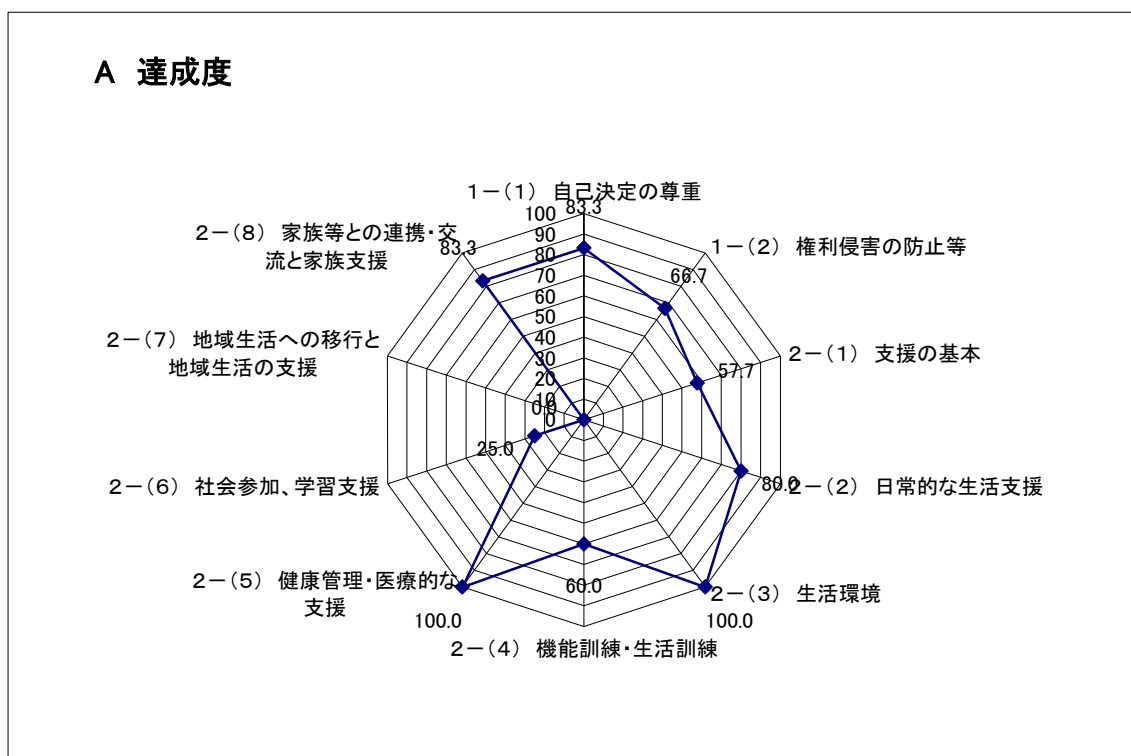 A 達成度
1-(1) 自己決定の尊重
83.3
1-(2) 権利侵害の防止等
66.7
2-(1) 支援の基本
57.7
2-(2) 日常的な生活支援
80.0
2-(3) 生活環境
100.0
2-(4) 機能訓練・生活訓練
60.0
2-(5) 健康管理・医療的な
支援
100.0
2-(6) 社会参加、学習支援
25.0
2-(7) 地域生活への移行と
地域生活の支援
0.0
2-(8) 家族等との連携・交
流と家族支援
83.3
100
90
80
70
60
50
40
30
20
10
0